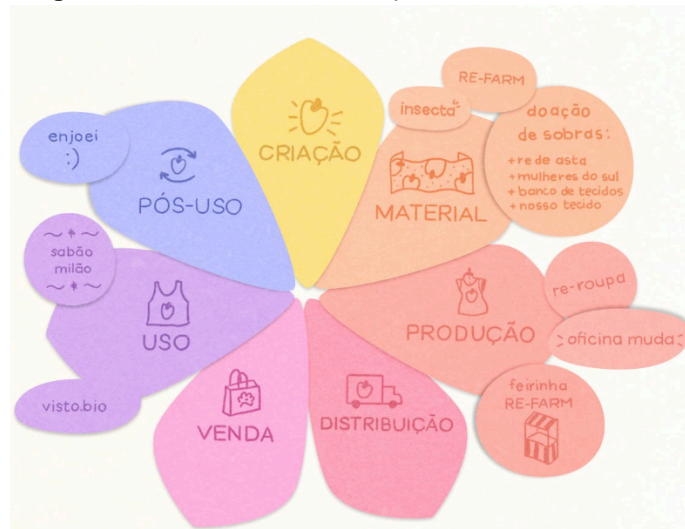 CRIAÇÃO
RE-FARM
insecta
doação
de sobras:
+rede asta
+mulheres do sul
+banco de tecidos
+nosso tecido
MATERIAL
re-roupa
PRODUÇÃO
oficina muda
feirinha
RE-FARM
DISTRIBUIÇÃO
VENDA
visto.bio
USO
sabão
milão
PÓS-USO
enjoei
:)